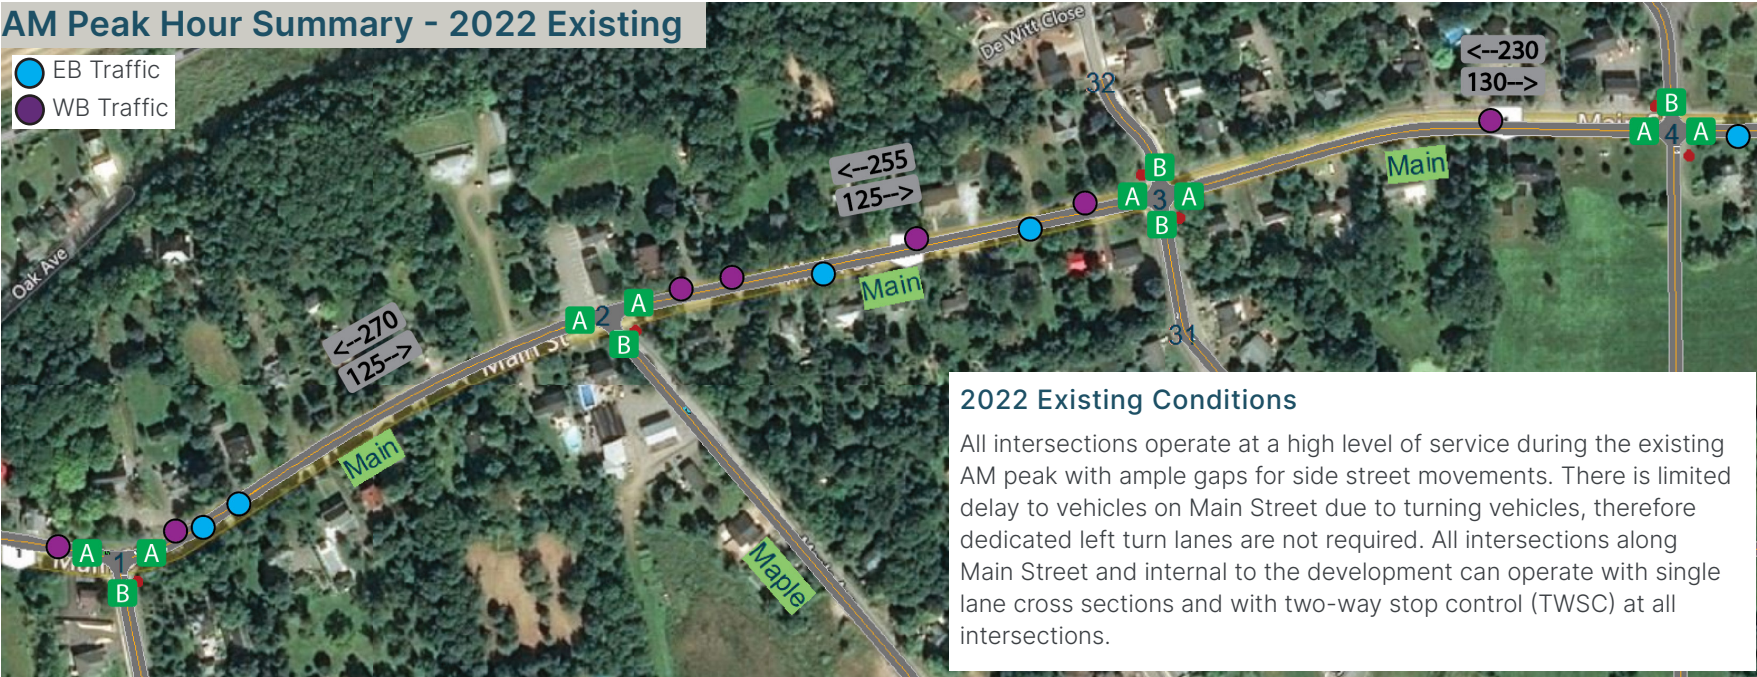 AM Peak Hour Summary - 2022 Existing
EB Traffic
WB Traffic
De Witt Close
32
<--230
130-->
B
A
4
A
Main
<--255
125-->
B
A
3
A
B
Main
31
Oak Ave
<--270
125-->
A
2
A
B
Main St
Main
Maple
A
1
A
B
2022 Existing Conditions
All intersections operate at a high level of service during the existing
AM peak with ample gaps for side street movements. There is limited
delay to vehicles on Main Street due to turning vehicles, therefore
dedicated left turn lanes are not required. All intersections along
Main Street and internal to the development can operate with single
lane cross sections and with two-way stop control (TWSC) at all
intersections.